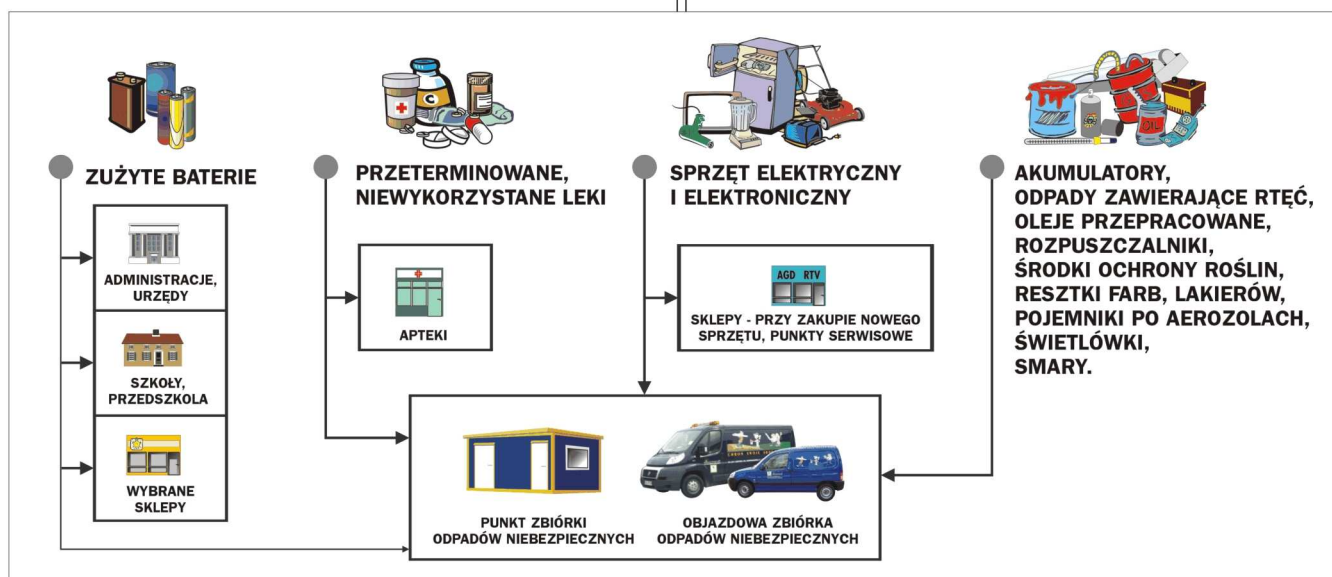 ZUŻYTE BATERIE
ADMINISTRACJE,
URZĘDY
SZKOŁY,
PRZEDSZKOLA
WYBRANE
SKLEPY
PRZETERMINOWANE,
NIEWYKORZYSTANE LEKI
C
APTEKI
SPRZĘT ELEKTRYCZNY
I ELEKTRONICZNY
AGD RTV
SKLEPY - PRZY ZAKUPIE NOWEGO
SPRZĘTU, PUNKTY SERWISOWE
OIL
AKUMULATORY,
ODPADY ZAWIERAJĄCE RTĘĆ,
OLEJE PRZEPRACOWANE,
ROZPUSZCZALNIKI,
ŚRODKI OCHRONY ROŚLIN,
RESZTKI FARB, LAKIERÓW,
POJEMNIKI PO AEROZOLACH,
ŚWIETLÓWKI,
SMARY.
PUNKT ZBIÓRKI
ODPADÓW NIEBEZPIECZNYCH
OBJAZDOWA ZBIÓRKA
ODPADÓW NIEBEZPIECZNYCH